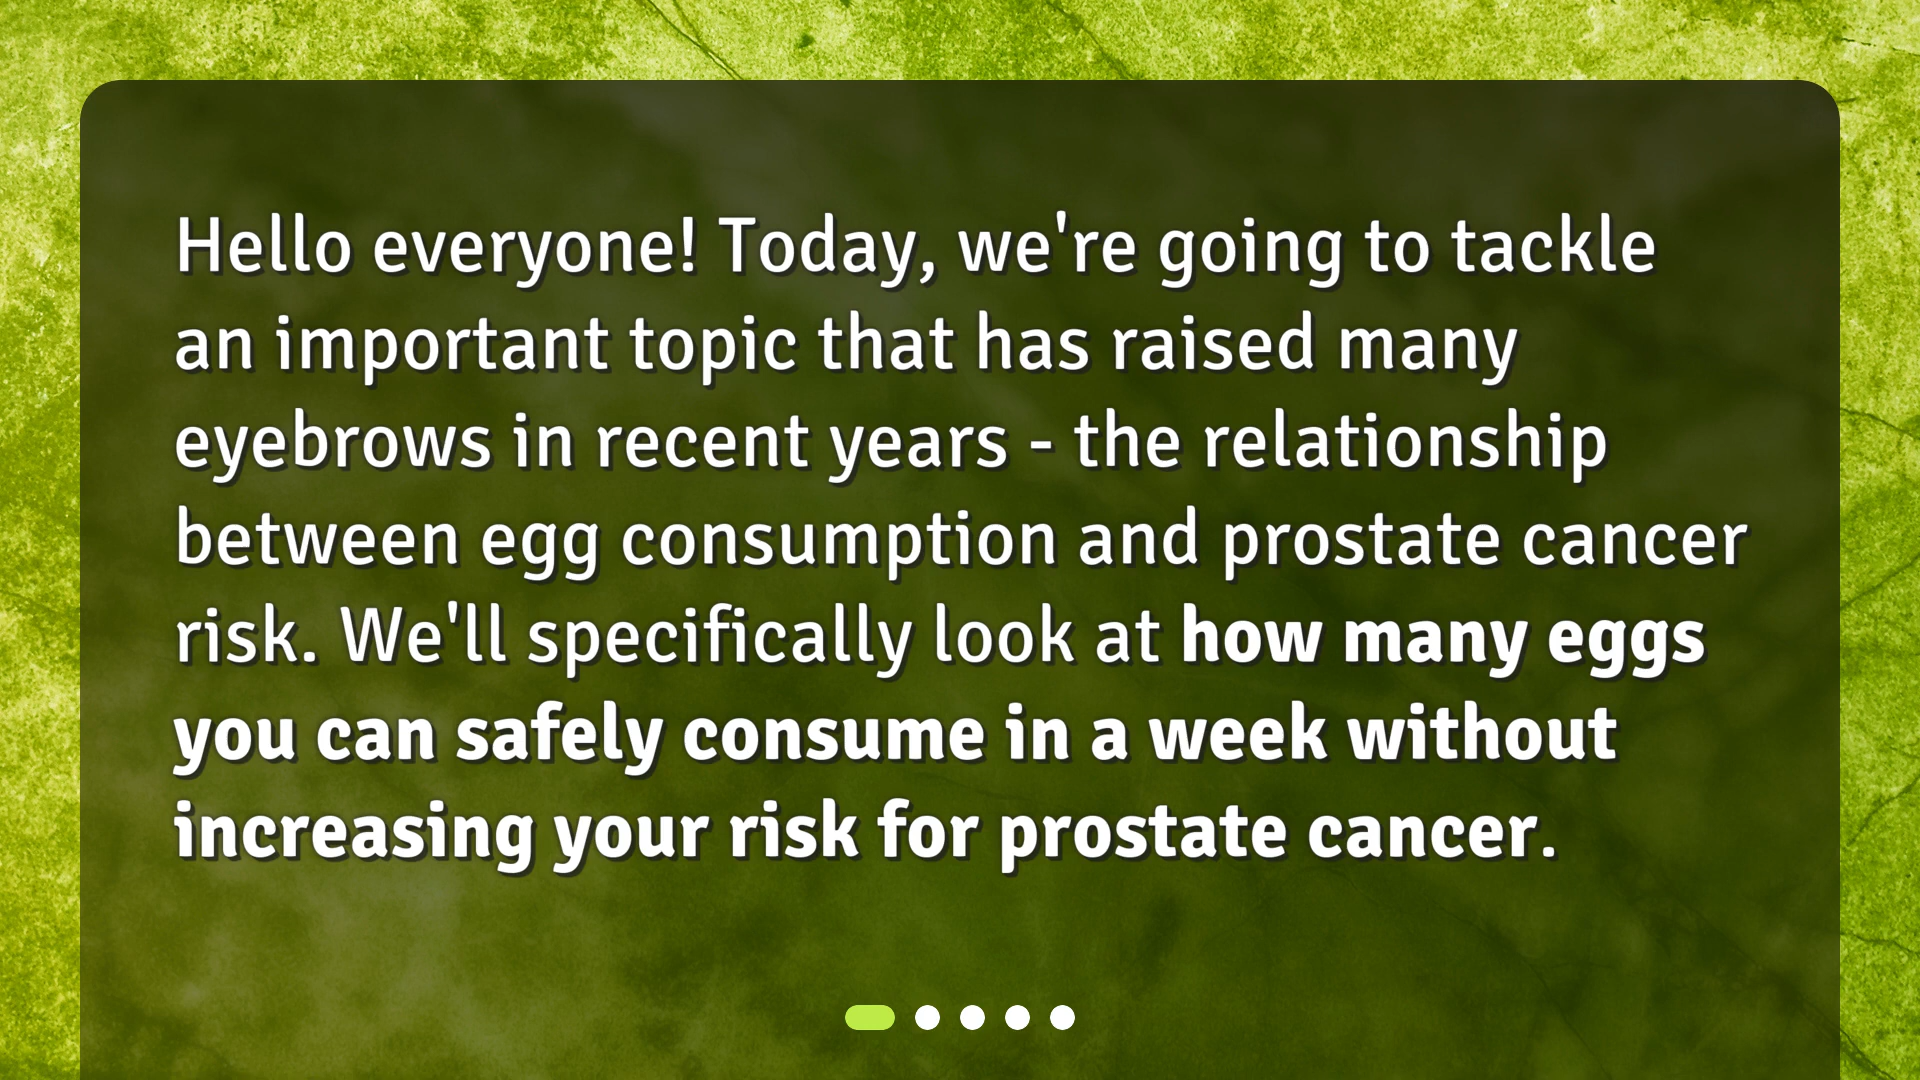 Hello everyone! Today, we're going to tackle
an important topic that has raised many
eyebrows in recent years - the relationship
between egg consumption and prostate cancer
risk. We'll specifically look at how many eggs
you can safely consume in a week without
increasing your risk for prostate cancer.